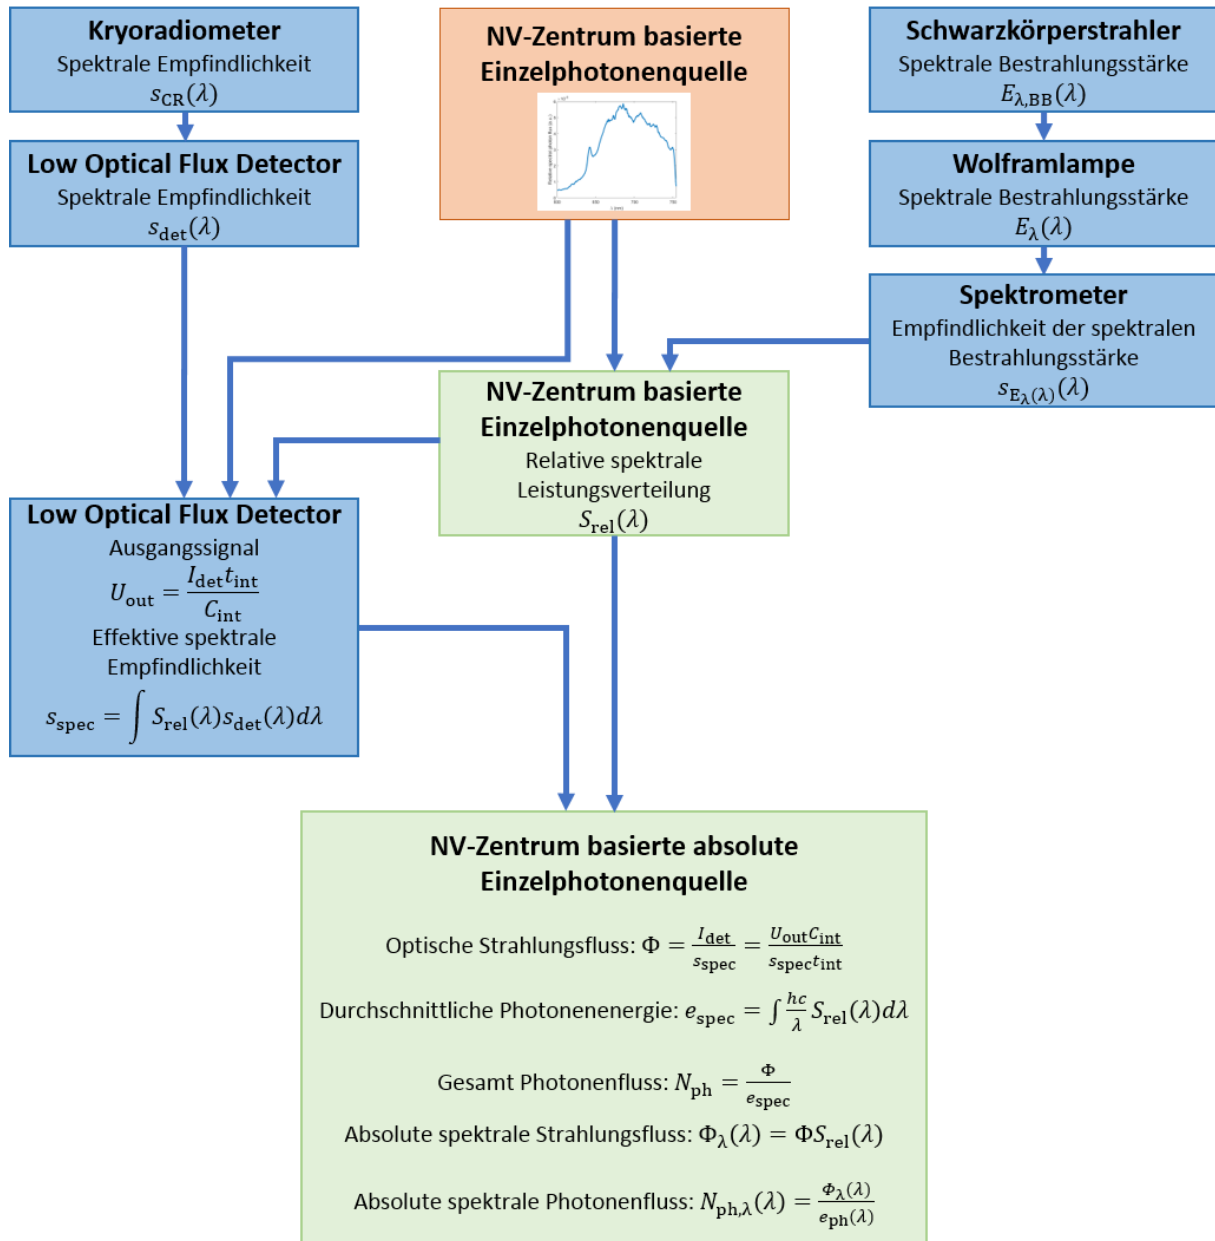 Kryoradiometer
Spektrale Empfindlichkeit
s_CR(λ)
Low Optical Flux Detector
Spektrale Empfindlichkeit
s_det(λ)
NV-Zentrum basierte
Einzelphotonenquelle
Schwarzkörperstrahler
Spektrale Bestrahlungsstärke
E_λ,BB(λ)
Wolframlampe
Spektrale Bestrahlungsstärke
E_λ(λ)
Spektrometer
Empfindlichkeit der spektralen
Bestrahlungsstärke
s_E_λ(λ)(λ)
NV-Zentrum basierte
Einzelphotonenquelle
Relative spektrale
Leistungsverteilung
S_rel(λ)
Low Optical Flux Detector
Ausgangssignal
U_out = I_det t_int / C_int
Effektive spektrale
Empfindlichkeit
s_spec = ∫ S_rel(λ)s_det(λ)dλ
NV-Zentrum basierte absolute
Einzelphotonenquelle
Optische Strahlungsfluss: Φ = I_det / s_spec = U_out C_int / s_spec t_int
Durchschnittliche Photonenenergie: e_spec = ∫ hc/λ S_rel(λ)dλ
Gesamt Photonenfluss: N_ph = Φ / e_spec
Absolute spektrale Strahlungsfluss: Φ_λ(λ) = ΦS_rel(λ)
Absolute spektrale Photonenfluss: N_ph,λ(λ) = Φ_λ(λ) / e_ph(λ)